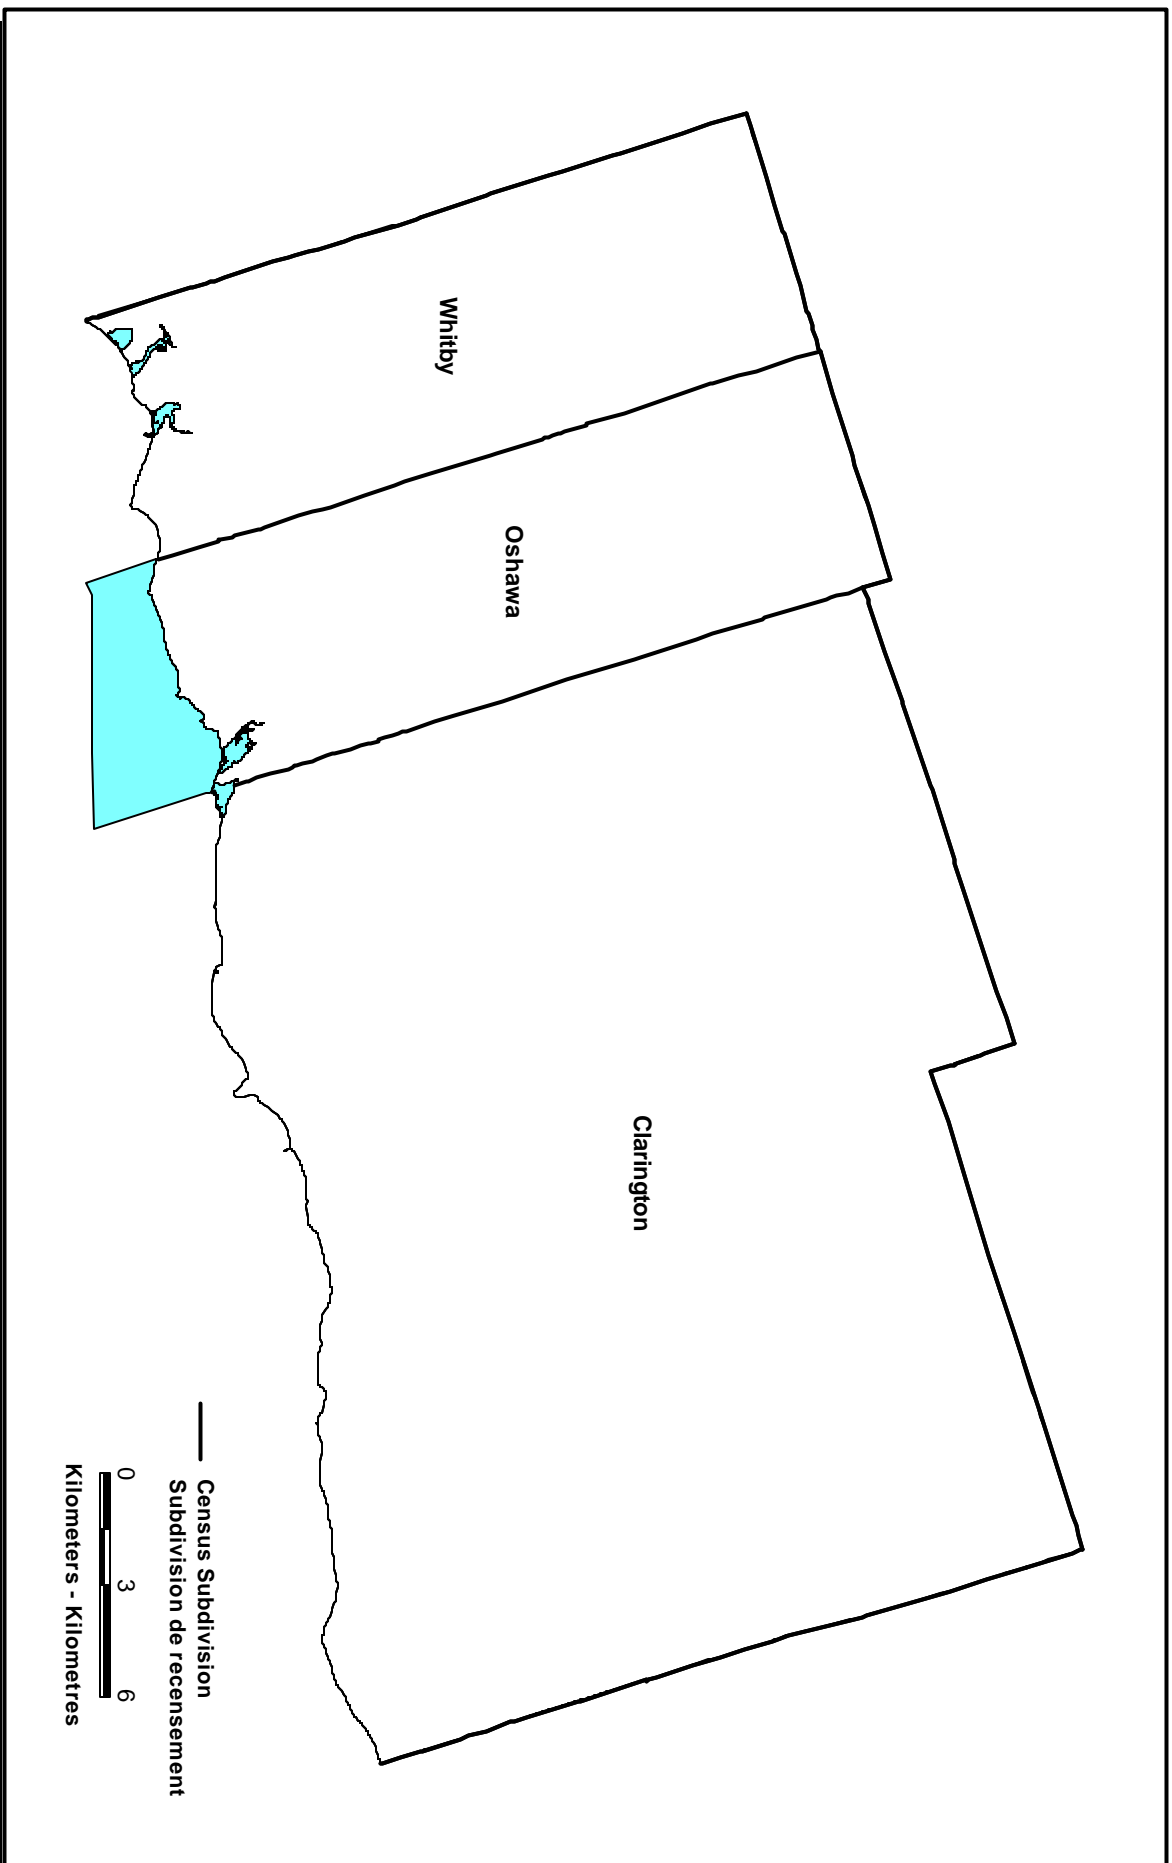 Whitby
Oshawa
Clarington
Census Subdivision
Subdivision de recensement
0 3 6
Kilometers - Kilometres